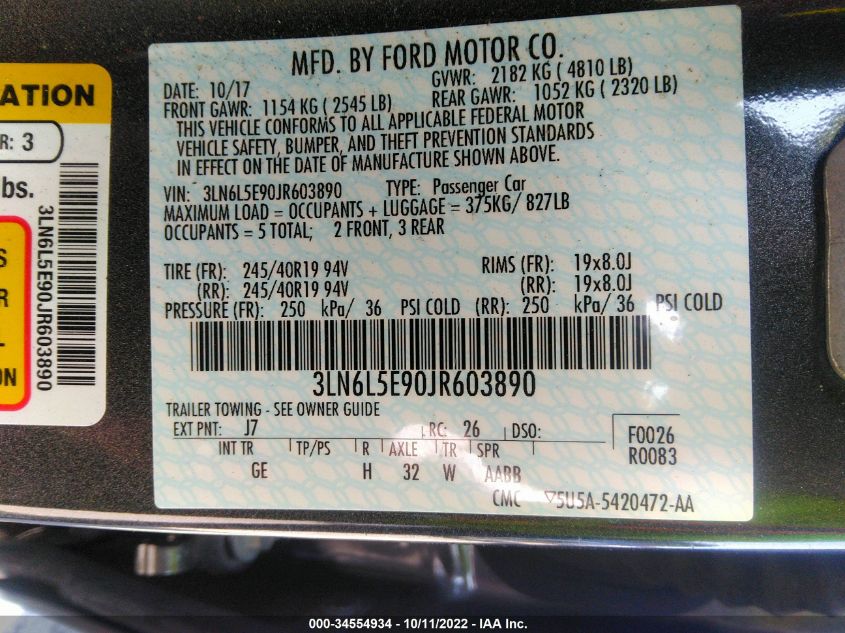 ATION
R: 3
lbs.
3LN6L5E90JR603890
S
R
L
ON
MFD. BY FORD MOTOR CO.
DATE: 10/17 GVWR: 2182 KG ( 4810 LB)
FRONT GAWR: 1154 KG ( 2545 LB) REAR GAWR: 1052 KG ( 2320 LB)
THIS VEHICLE CONFORMS TO ALL APPLICABLE FEDERAL MOTOR
VEHICLE SAFETY, BUMPER, AND THEFT PREVENTION STANDARDS
IN EFFECT ON THE DATE OF MANUFACTURE SHOWN ABOVE.
VIN: 3LN6L5E90JR603890 TYPE: Passenger Car
MAXIMUM LOAD = OCCUPANTS + LUGGAGE = 375KG/ 827LB
OCCUPANTS = 5 TOTAL; 2 FRONT, 3 REAR
TIRE (FR): 245/40R19 94V RIMS (FR): 19x8.0J
(RR): 245/40R19 94V (RR): 19x8.0J
PRESSURE (FR): 250 kPa/ 36 PSI COLD (RR): 250 kPa/ 36 PSI COLD
3LN6L5E90JR603890
TRAILER TOWING - SEE OWNER GUIDE
EXT PNT: J7 RC: 26 DSO: F0026
INT TR TP/PS R AXLE TR SPR R0083
GE H 32 W AABB
CMC 5U5A-5420472-AA
000-34554934 - 10/11/2022 - IAA Inc.